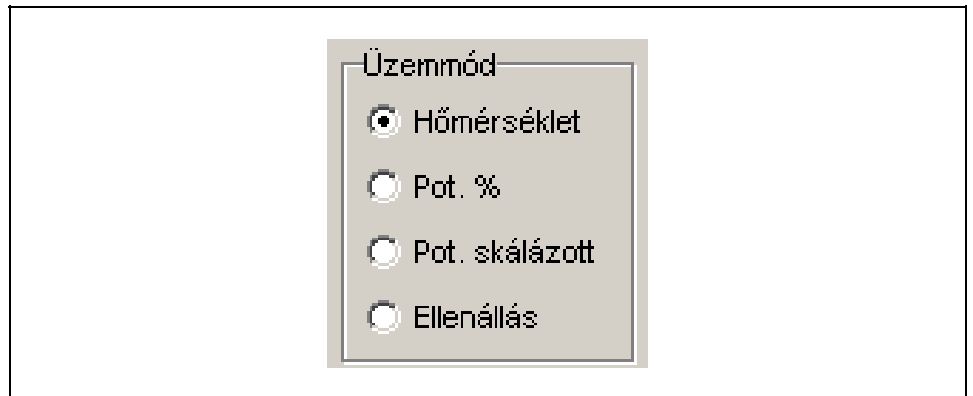 Üzemmód
Hőmérséklet
Pot. %
Pot. skálázott
Ellenállás